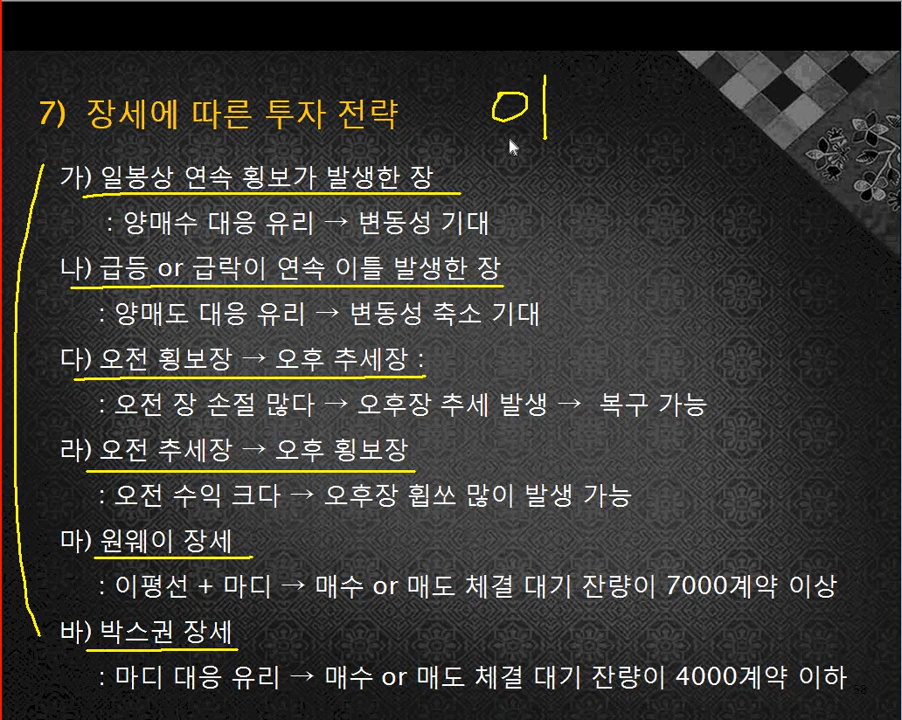 7) 장세에 따른 투자 전략
가) 일봉상 연속 횡보가 발생한 장
: 양매수 대응 유리 → 변동성 기대
나) 급등 or 급락이 연속 이틀 발생한 장
: 양매도 대응 유리 → 변동성 축소 기대
다) 오전 횡보장 → 오후 추세장 :
: 오전 장 손절 많다 → 오후장 추세 발생 → 복구 가능
라) 오전 추세장 → 오후 횡보장
: 오전 수익 크다 → 오후장 휩쏘 많이 발생 가능
마) 원웨이 장세
: 이평선 + 마디 → 매수 or 매도 체결 대기 잔량이 7000계약 이상
바) 박스권 장세
: 마디 대응 유리 → 매수 or 매도 체결 대기 잔량이 4000계약 이하